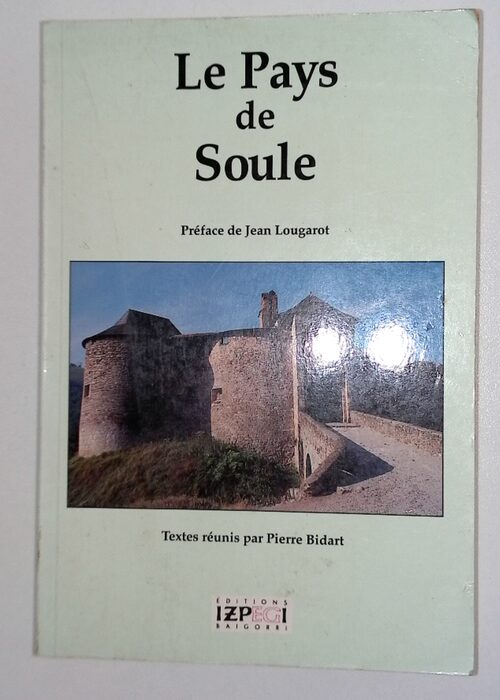 Le Pays
de
Soule
Préface de Jean Lougarot
Textes réunis par Pierre Bidart
EDITIONS
IZPEGI
BAIGORRI